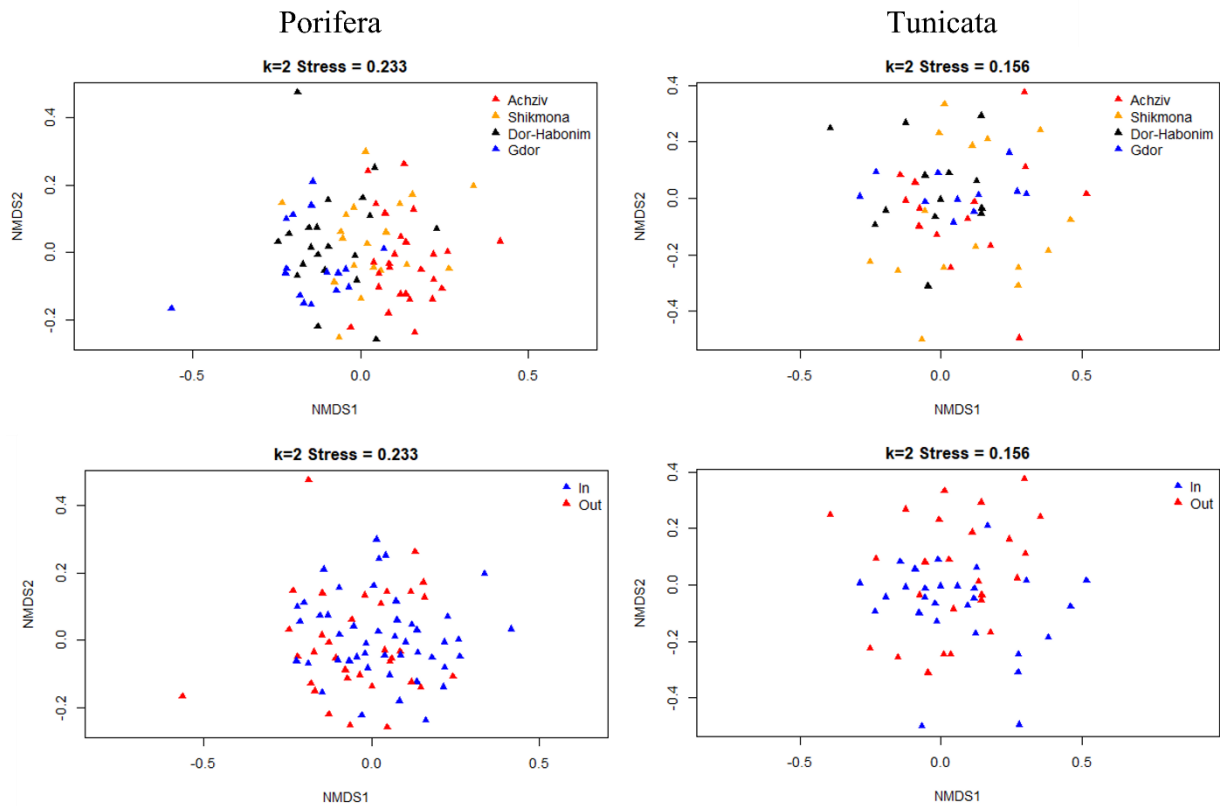 Porifera
Tunicata
k=2 Stress = 0.233
NMDS2
0.4
0.2
0.0
-0.2
Achziv
Shikmona
Dor-Habonim
Gdor
-0.5
0.0
0.5
NMDS1
k=2 Stress = 0.156
NMDS2
0.4
0.2
0.0
-0.2
-0.4
Achziv
Shikmona
Dor-Habonim
Gdor
-0.5
0.0
0.5
NMDS1
k=2 Stress = 0.233
NMDS2
0.4
0.2
0.0
-0.2
In
Out
-0.5
0.0
0.5
NMDS1
k=2 Stress = 0.156
NMDS2
0.4
0.2
0.0
-0.2
-0.4
In
Out
-0.5
0.0
0.5
NMDS1